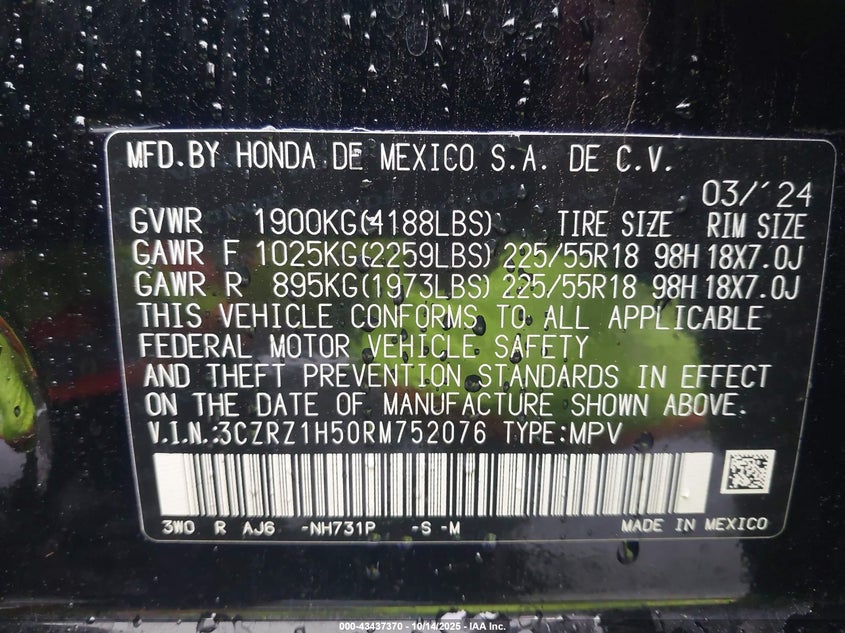 MFD.BY HONDA DE MEXICO S.A. DE C.V.
03/'24
GVWR 1900KG(4188LBS) TIRE SIZE RIM SIZE
GAWR F 1025KG(2259LBS) 225/55R18 98H 18X7.0J
GAWR R 895KG(1973LBS) 225/55R18 98H 18X7.0J
THIS VEHICLE CONFORMS TO ALL APPLICABLE
FEDERAL MOTOR VEHICLE SAFETY
AND THEFT PREVENTION STANDARDS IN EFFECT
ON THE DATE OF MANUFACTURE SHOWN ABOVE.
V.I.N.:3CZRZ1H50RM752076 TYPE:MPV
3W0 R AJ6 -NH731P -S -M MADE IN MEXICO
000-43437370 - 10/14/2025 - IAA Inc.